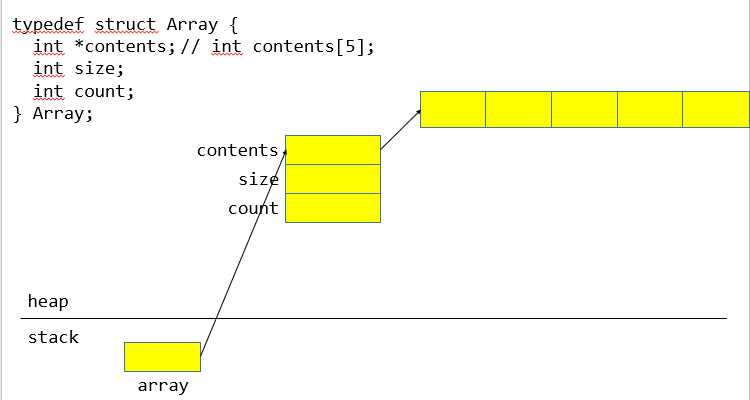 typedef struct Array {
int *contents; // int contents[5];
int size;
int count;
} Array;
contents
size
count
heap
stack
array